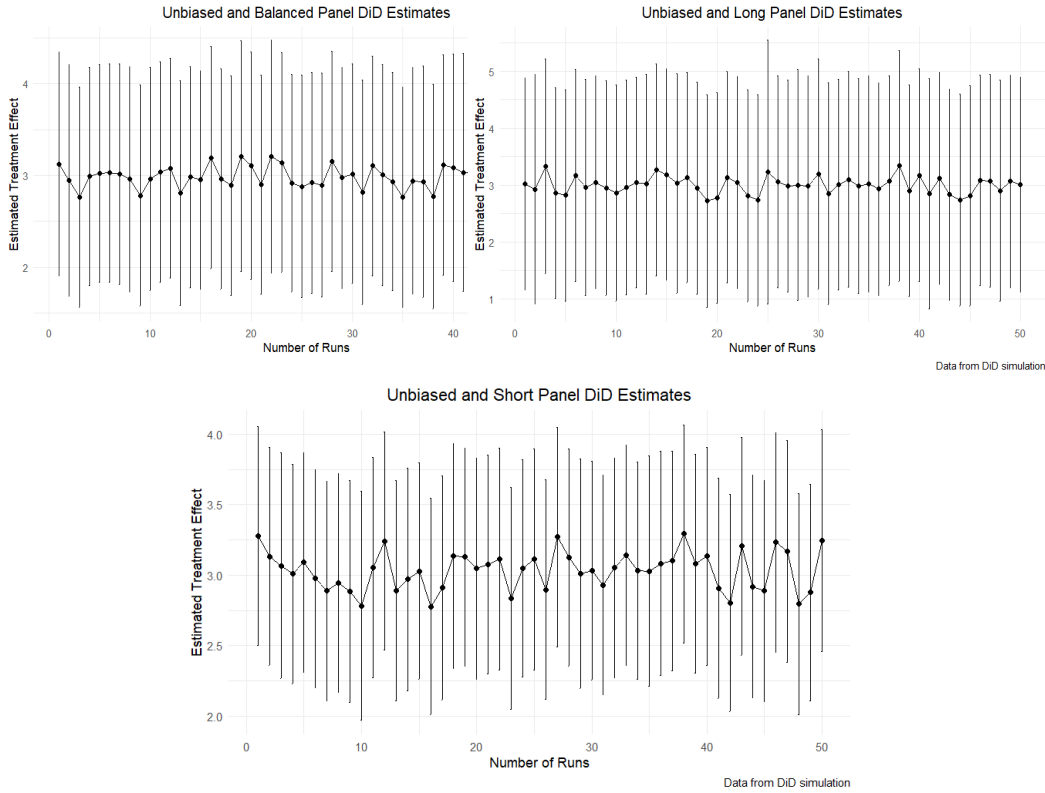 Unbiased and Balanced Panel DiD Estimates
Estimated Treatment Effect
4
3
2
0
10
20
30
40
Number of Runs
Unbiased and Long Panel DiD Estimates
Estimated Treatment Effect
5
4
3
2
1
0
10
20
30
40
50
Number of Runs
Data from DiD simulation
Unbiased and Short Panel DiD Estimates
Estimated Treatment Effect
4.0
3.5
3.0
2.5
2.0
0
10
20
30
40
50
Number of Runs
Data from DiD simulation